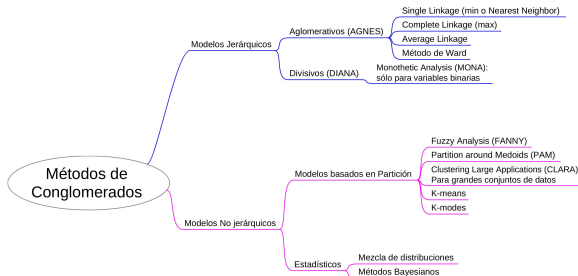 Métodos de
Conglomerados
Modelos Jerárquicos
Aglomerativos (AGNES)
Single Linkage (min o Nearest Neighbor)
Complete Linkage (max)
Average Linkage
Método de Ward
Divisivos (DIANA)
Monothetic Analysis (MONA):
sólo para variables binarias
Modelos No jerárquicos
Modelos basados en Partición
Fuzzy Analysis (FANNY)
Partition around Medoids (PAM)
Clustering Large Applications (CLARA)
Para grandes conjuntos de datos
K-means
K-modes
Estadísticos
Mezcla de distribuciones
Métodos Bayesianos